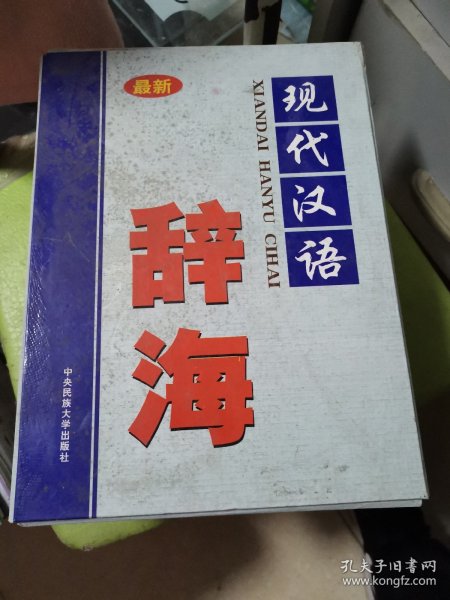 最新
现代汉语
XIANDAI HANYU CIHAI
辞海
中央民族大学出版社
孔夫子旧书网
www.kongfz.com